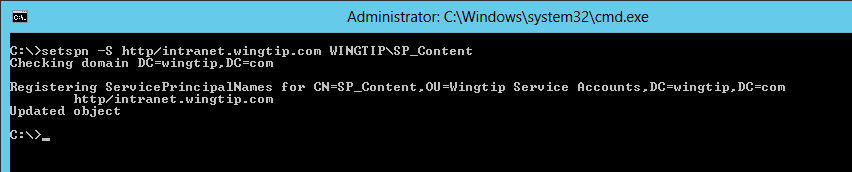 Administrator: C:\Windows\system32\cmd.exe
C:\>setspn -S http/intranet.wingtip.com WINGTIP\SP_Content
Checking domain DC=wingtip,DC=com
Registering ServicePrincipalNames for CN=SP_Content,OU=Wingtip Service Accounts,DC=wingtip,DC=com
http/intranet.wingtip.com
Updated object
C:\>_